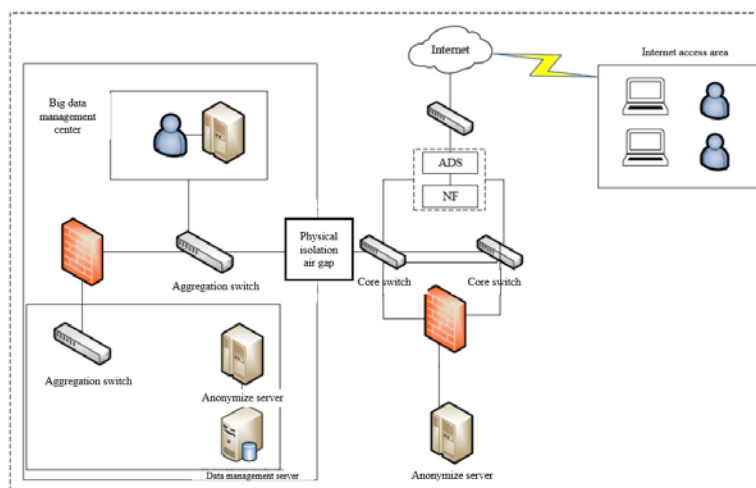 Internet
Internet access area
Big data
management
center
ADS
NF
Physical
isolation
air gap
Aggregation switch
Core switch
Core switch
Aggregation switch
Anonymize server
Data management server
Anonymize server